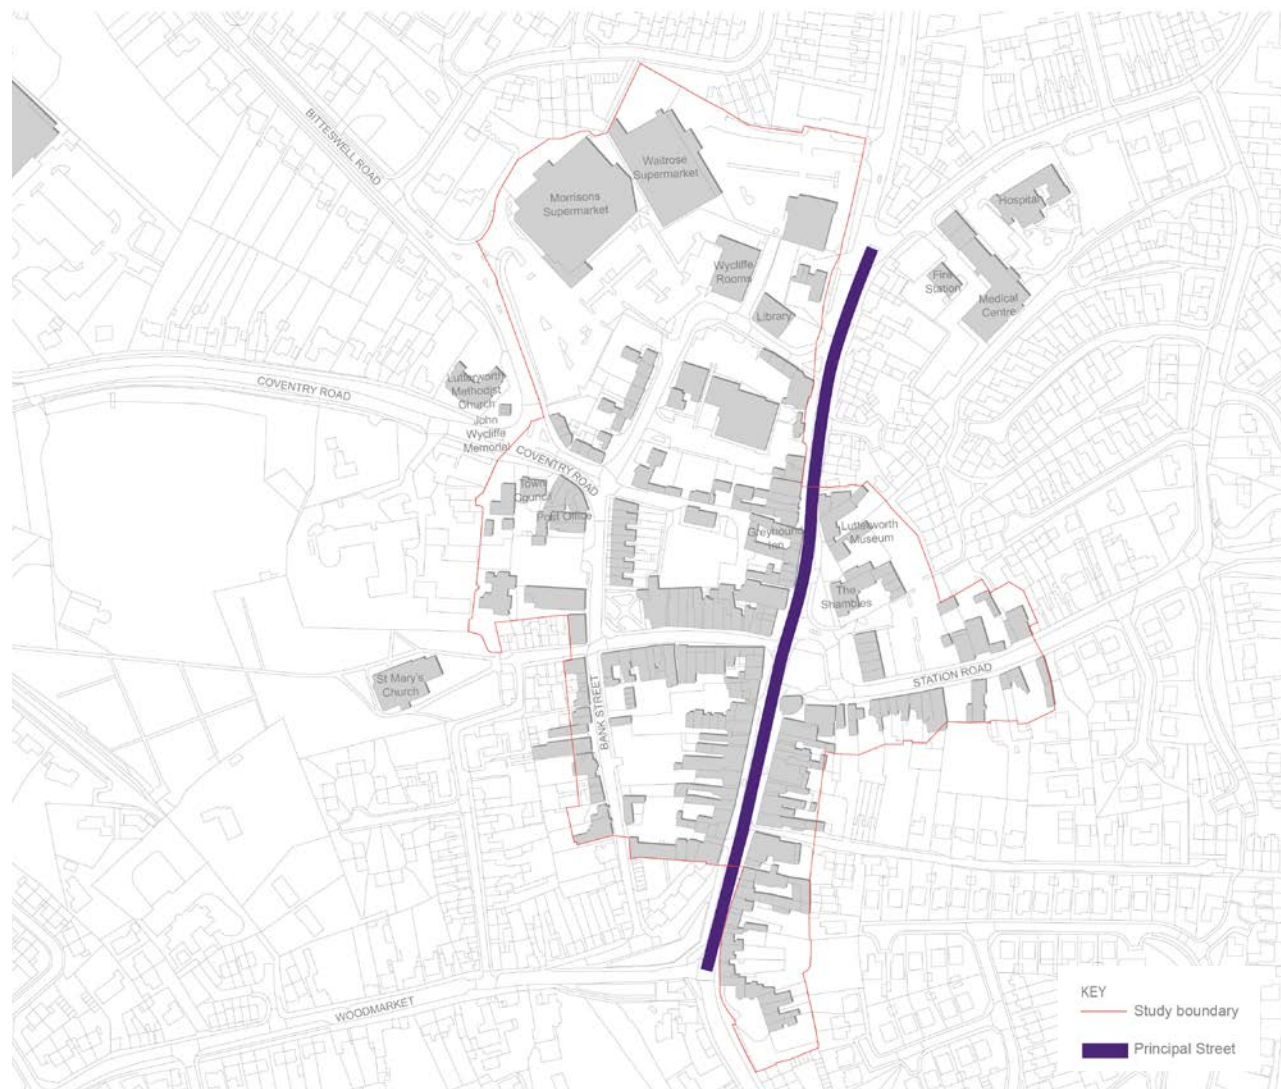 BITTESWELL ROAD
Waitrose
Supermarket
Morrisons
Supermarket
Hospital
Wycliffe
Rooms
Fire
Station
Medical
Centre
Library
Lutterworth
Methodist
Church
COVENTRY ROAD
John
Wycliffe
Memorial
COVENTRY ROAD
Town
Council
Post Office
Greyhound
Inn
Lutterworth
Museum
The
Shambles
St Mary's
Church
STATION ROAD
BANK STREET
WOODMARKET
KEY
Study boundary
Principal Street